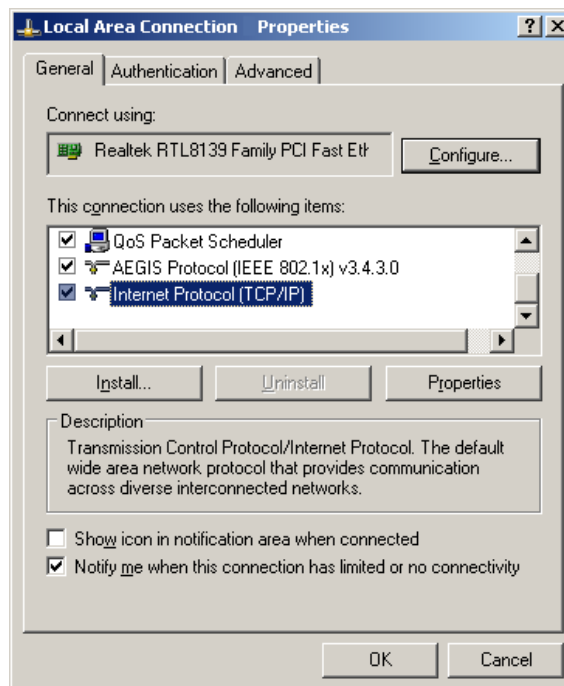 Local Area Connection Properties
General Authentication Advanced
Connect using:
Realtek RTL8139 Family PCI Fast Eth
Configure...
This connection uses the following items:
QoS Packet Scheduler
AEGIS Protocol (IEEE 802.1x) v3.4.3.0
Internet Protocol (TCP/IP)
Install... Uninstall Properties
Description
Transmission Control Protocol/Internet Protocol. The default
wide area network protocol that provides communication
across diverse interconnected networks.
Show icon in notification area when connected
Notify me when this connection has limited or no connectivity
OK Cancel